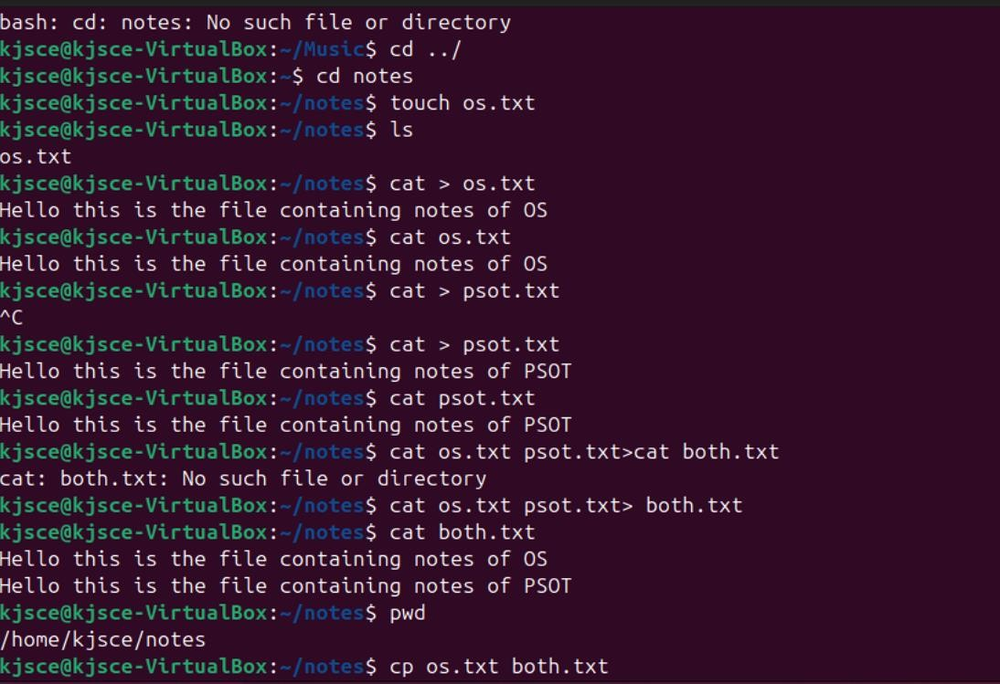 bash: cd: notes: No such file or directory
kjsce@kjsce-VirtualBox:~/Music$ cd ../
kjsce@kjsce-VirtualBox:~$ cd notes
kjsce@kjsce-VirtualBox:~/notes$ touch os.txt
kjsce@kjsce-VirtualBox:~/notes$ ls
os.txt
kjsce@kjsce-VirtualBox:~/notes$ cat > os.txt
Hello this is the file containing notes of OS
kjsce@kjsce-VirtualBox:~/notes$ cat os.txt
Hello this is the file containing notes of OS
kjsce@kjsce-VirtualBox:~/notes$ cat > psot.txt
^C
kjsce@kjsce-VirtualBox:~/notes$ cat > psot.txt
Hello this is the file containing notes of PSOT
kjsce@kjsce-VirtualBox:~/notes$ cat psot.txt
Hello this is the file containing notes of PSOT
kjsce@kjsce-VirtualBox:~/notes$ cat os.txt psot.txt>cat both.txt
cat: both.txt: No such file or directory
kjsce@kjsce-VirtualBox:~/notes$ cat os.txt psot.txt> both.txt
kjsce@kjsce-VirtualBox:~/notes$ cat both.txt
Hello this is the file containing notes of OS
Hello this is the file containing notes of PSOT
kjsce@kjsce-VirtualBox:~/notes$ pwd
/home/kjsce/notes
kjsce@kjsce-VirtualBox:~/notes$ cp os.txt both.txt